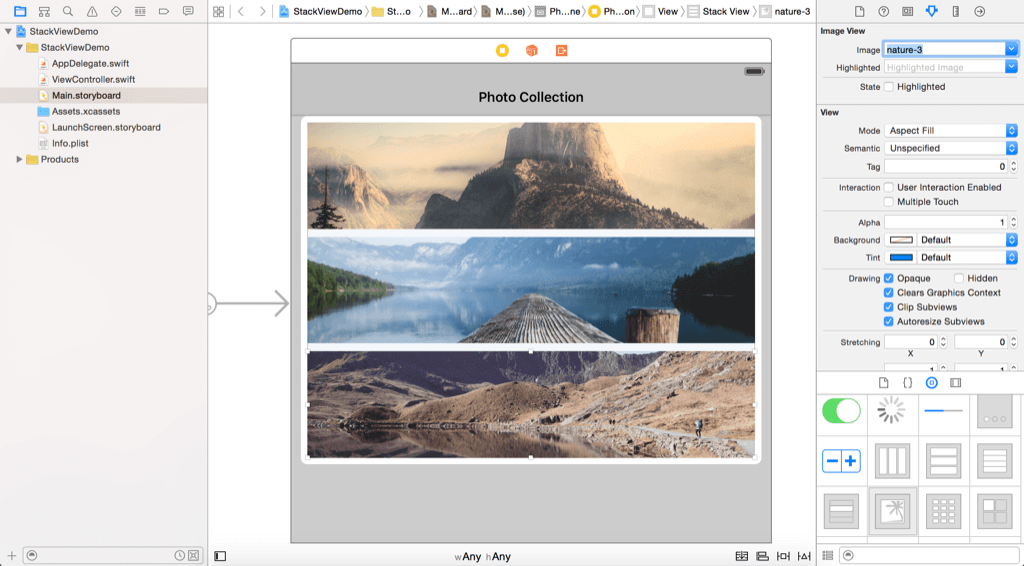 StackViewDemo
St...o
M...ard
M...se)
Ph...ne
Ph...on
View
Stack View
nature-3
StackViewDemo
StackViewDemo
AppDelegate.swift
ViewController.swift
Main.storyboard
Assets.xcassets
LaunchScreen.storyboard
Info.plist
Products
Photo Collection
wAny hAny
Image View
Image nature-3
Highlighted Highlighted Image
State Highlighted
View
Mode Aspect Fill
Semantic Unspecified
Tag 0
Interaction User Interaction Enabled
Multiple Touch
Alpha 1
Background Default
Tint Default
Drawing Opaque Hidden
Clears Graphics Context
Clip Subviews
Autoresize Subviews
Stretching 0 0
X Y